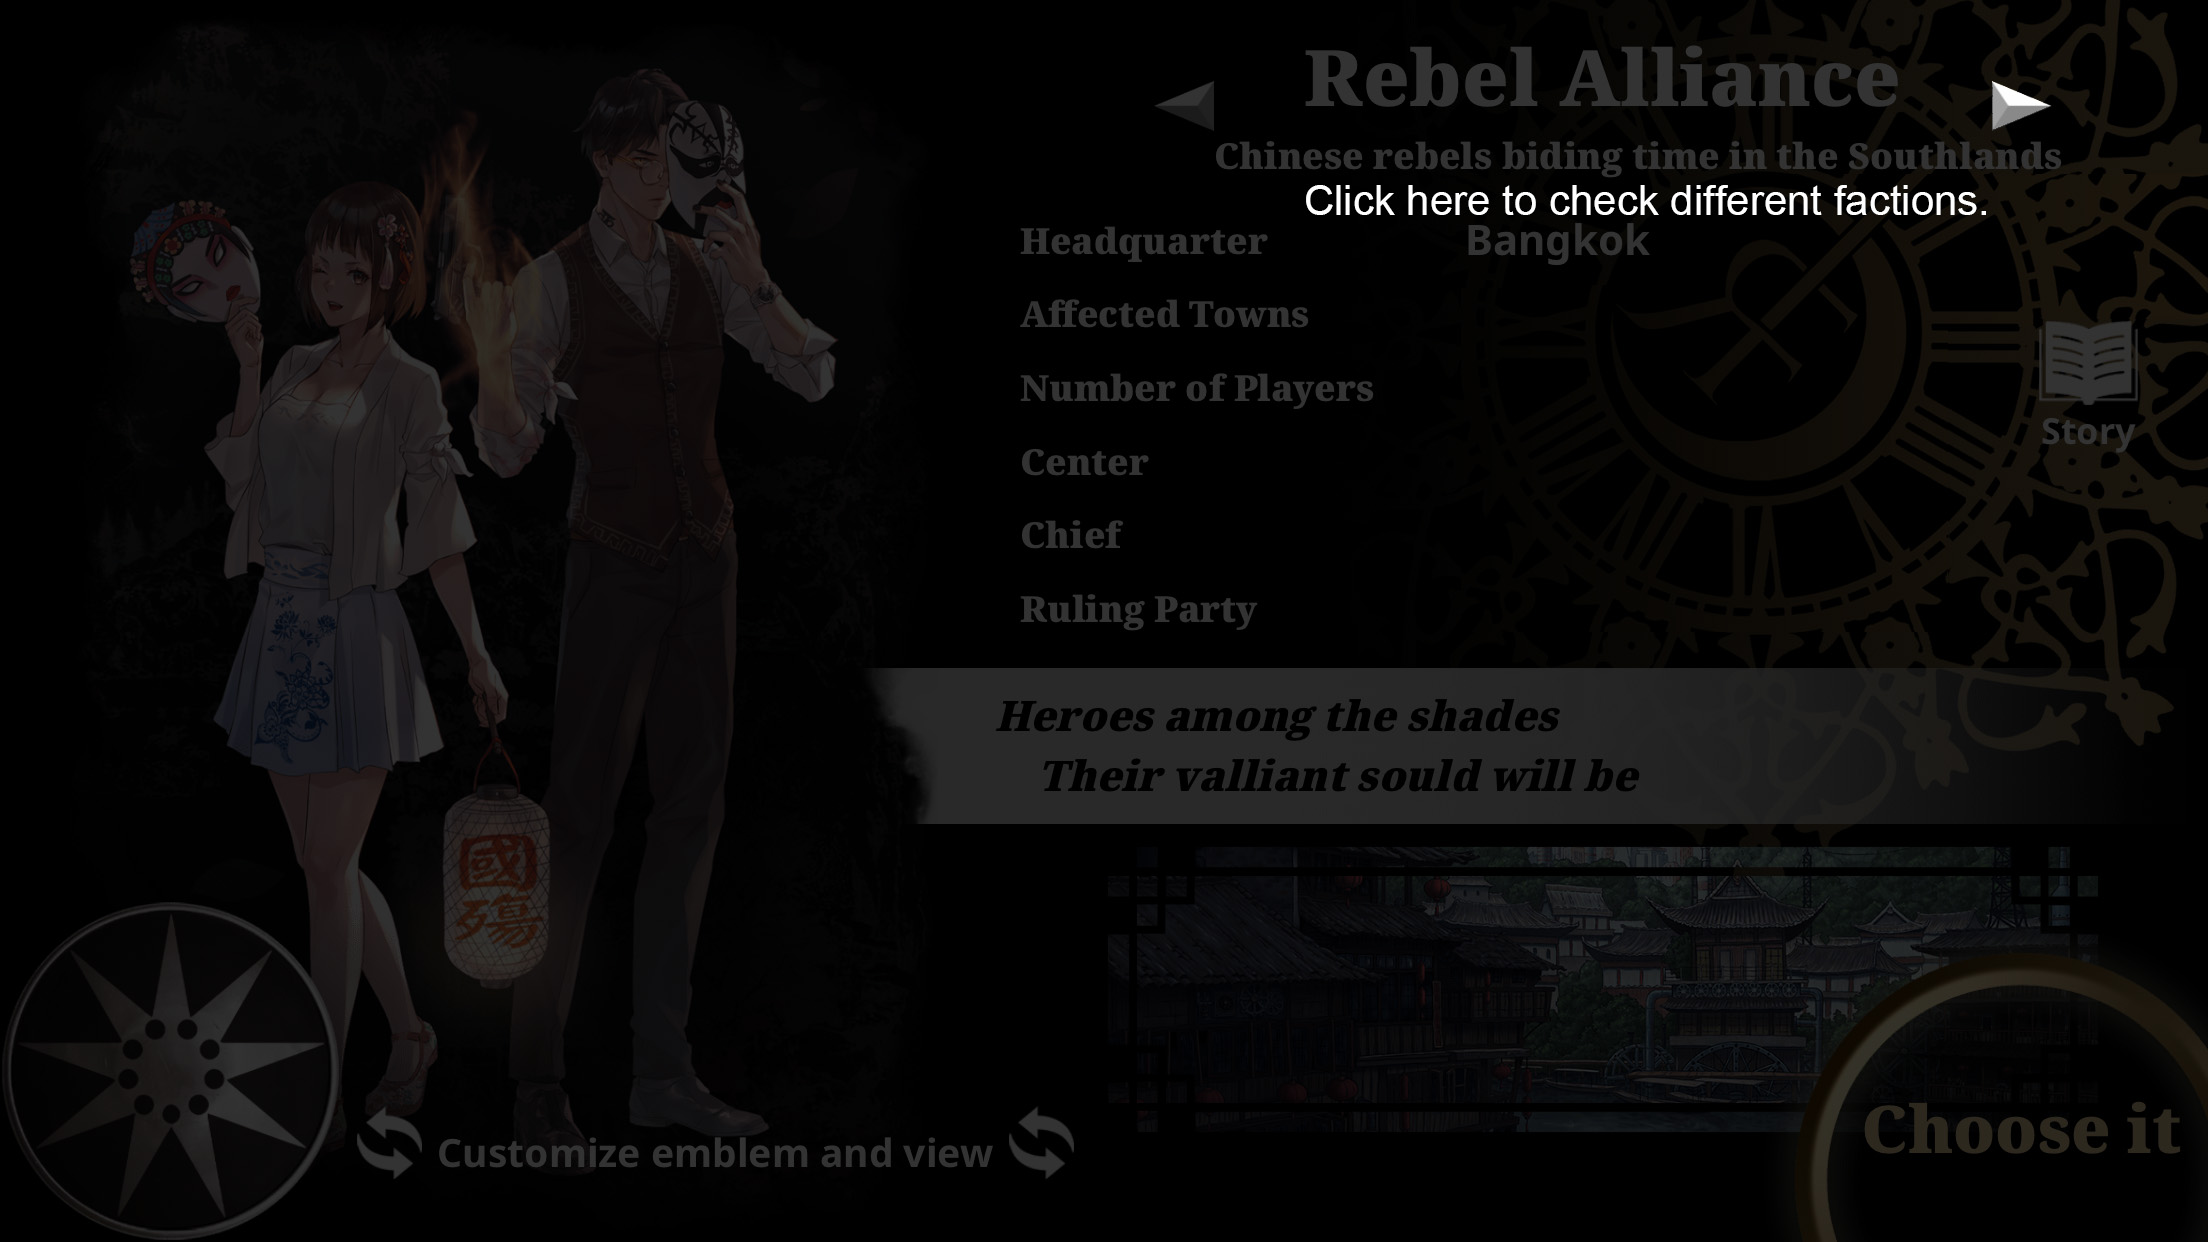 Rebel Alliance
Chinese rebels biding time in the Southlands
Click here to check different factions.
Headquarter Bangkok
Affected Towns
Number of Players
Story
Center
Chief
Ruling Party
Heroes among the shades
Their valliant sould will be
國
殤
Customize emblem and view
Choose it